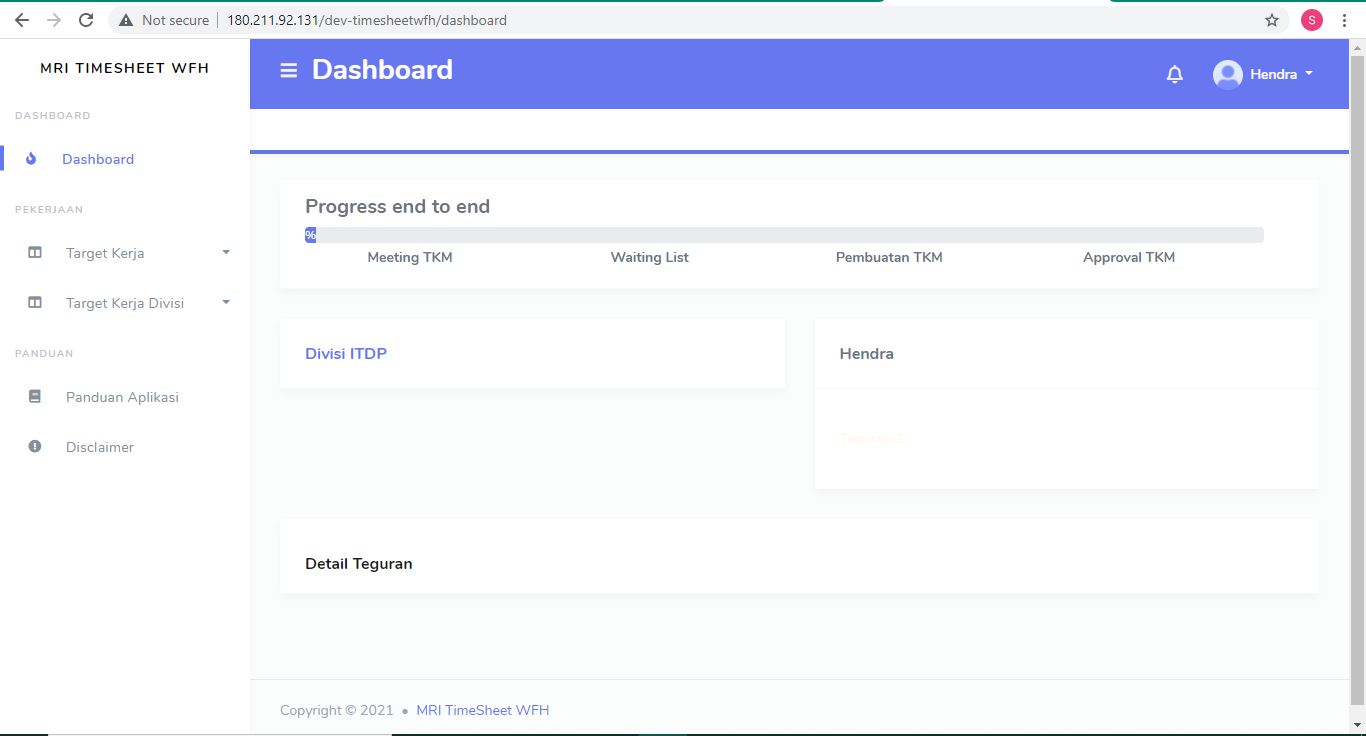 Not secure | 180.211.92.131/dev-timesheetwfh/dashboard
S
MRI TIMESHEET WFH
DASHBOARD
Dashboard
PEKERJAAN
Target Kerja
Target Kerja Divisi
PANDUAN
Panduan Aplikasi
Disclaimer
Dashboard
Hendra
Progress end to end
%
Meeting TKM
Waiting List
Pembuatan TKM
Approval TKM
Divisi ITDP
Hendra
Teguran 1
Detail Teguran
Copyright © 2021 • MRI TimeSheet WFH